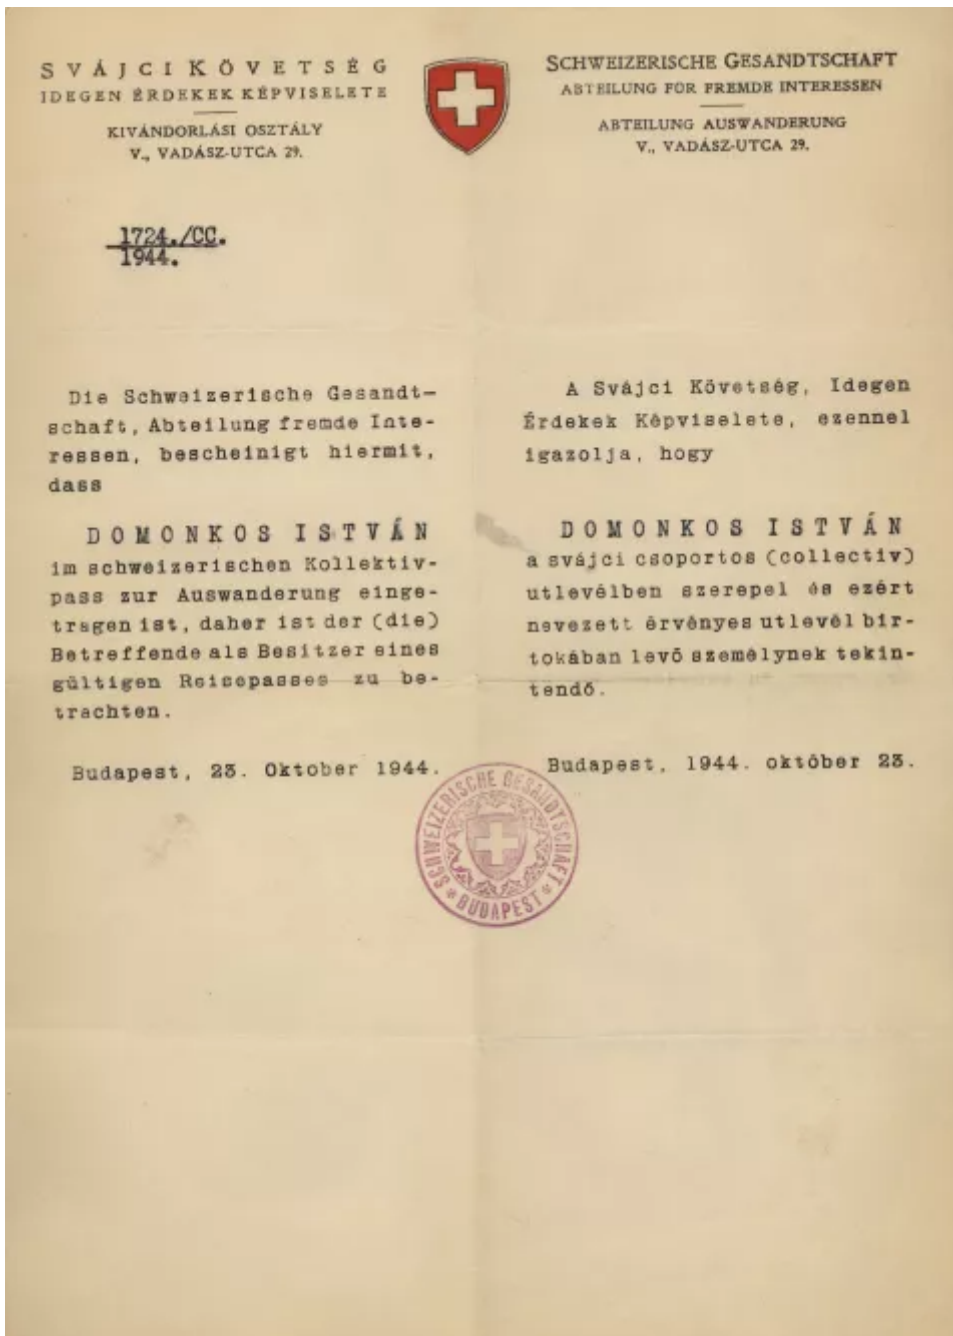 SVÁJCI KÖVETSÉG
IDEGEN ÉRDEKEK KÉPVISELETE
KIVÁNDORLÁSI OSZTÁLY
V., VADÁSZ-UTCA 29.
SCHWEIZERISCHE GESANDTSCHAFT
ABTEILUNG FÜR FREMDE INTERESSEN
ABTEILUNG AUSWANDERUNG
V., VADÁSZ-UTCA 29.
1724./CC.
1944.
Die Schweizerische Gesandt-
schaft, Abteilung fremde Inte-
ressen, bescheinigt hiermit,
dass
DOMONKOS ISTVÁN
im schweizerischen Kollektiv-
pass zur Auswanderung einge-
tragen ist, daher ist der (die)
Betreffende als Besitzer eines
gültigen Reisepasses zu be-
trachten.
Budapest, 23. Oktober 1944.
A Svájci Követség, Idegen
Érdekek Képviselete, ezennel
igazolja, hogy
DOMONKOS ISTVÁN
a svájci csoportos (collectiv)
utlevélben szerepel és ezért
nevezett érvényes utlevél bir-
tokában levő személynek tekin-
tendő.
Budapest, 1944. október 23.
SCHWEIZERISCHE GESANDTSCHAFT
* BUDAPEST *